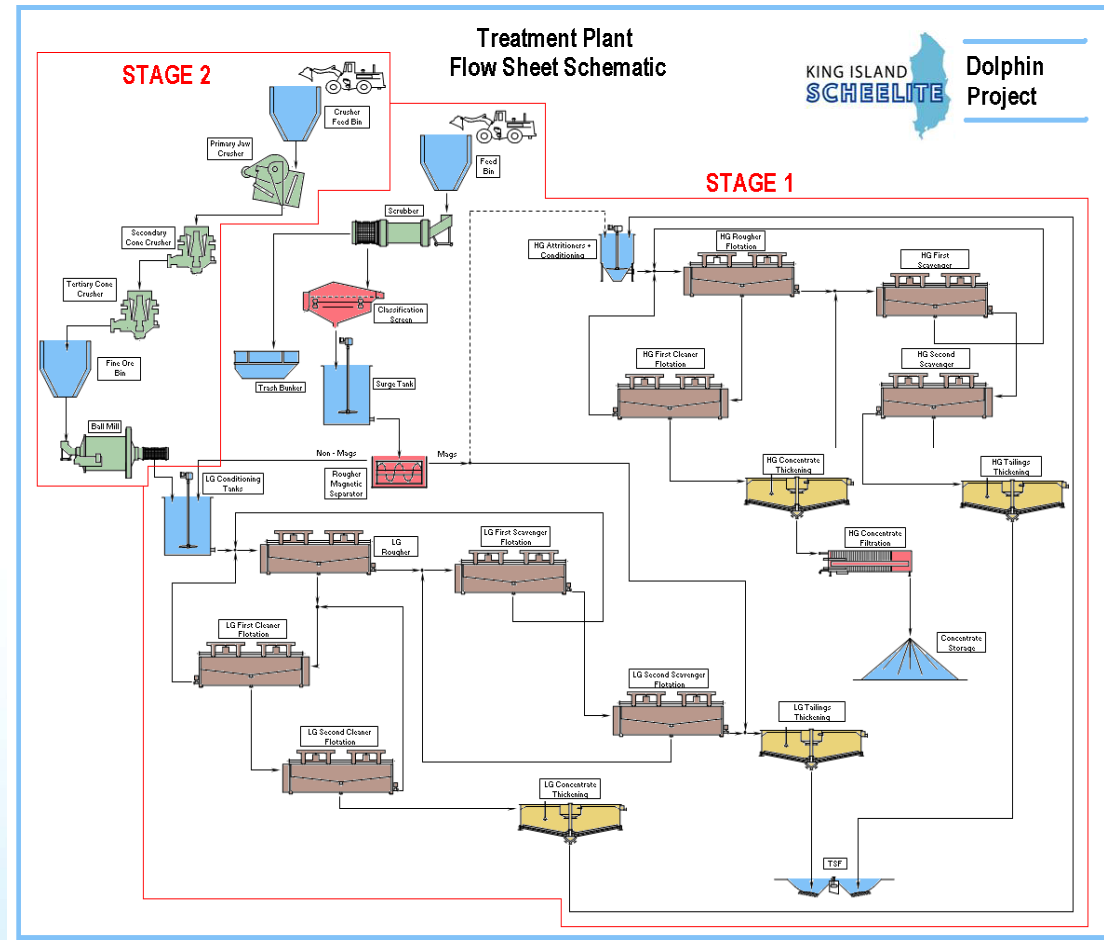 Treatment Plant
Flow Sheet Schematic
KING ISLAND
SCHEELITE
Dolphin
Project
STAGE 2
Crusher
Feed Bin
Primary Jaw
Crusher
Secondary
Cone Crusher
Tertiary Cone
Crusher
Fine Ore
Bin
Ball Mill
STAGE 1
Feed
Bin
Scrubber
Classification
Screen
Trash Bunker
Surge Tank
Non - Mags
Mags
Rougher
Magnetic
Separator
HG Attritioners +
Conditioning
HG Rougher
Flotation
HG First
Scavenger
HG First Cleaner
Flotation
HG Second
Scavenger
HG Concentrate
Thickening
HG Tailings
Thickening
HG Concentrate
Filtration
Concentrate
Storage
LG Conditioning
Tanks
LG
Rougher
LG First Scavenger
Flotation
LG First Cleaner
Flotation
LG Second Scavenger
Flotation
LG Tailings
Thickening
LG Second Cleaner
Flotation
LG Concentrate
Thickening
TSF